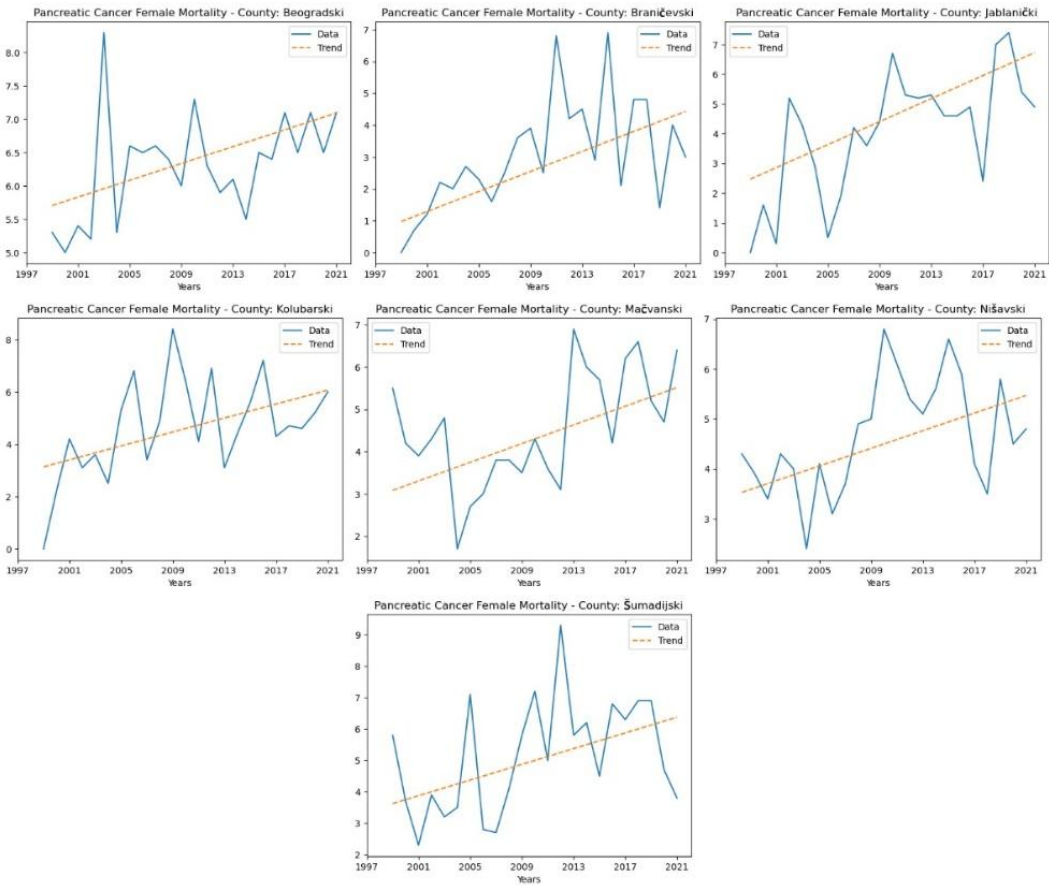 Pancreatic Cancer Female Mortality - County: Beogradski
Data
Trend
8.0
7.5
7.0
6.5
6.0
5.5
5.0
1997 2001 2005 2009 2013 2017 2021
Years
Pancreatic Cancer Female Mortality - County: Braničevski
Data
Trend
7
6
5
4
3
2
1
0
1997 2001 2005 2009 2013 2017 2021
Years
Pancreatic Cancer Female Mortality - County: Jablanički
Data
Trend
7
6
5
4
3
2
1
0
1997 2001 2005 2009 2013 2017 2021
Years
Pancreatic Cancer Female Mortality - County: Kolubarski
Data
Trend
8
6
4
2
0
1997 2001 2005 2009 2013 2017 2021
Years
Pancreatic Cancer Female Mortality - County: Mačvanski
Data
Trend
7
6
5
4
3
2
1997 2001 2005 2009 2013 2017 2021
Years
Pancreatic Cancer Female Mortality - County: Nišavski
Data
Trend
7
6
5
4
3
1997 2001 2005 2009 2013 2017 2021
Years
Pancreatic Cancer Female Mortality - County: Šumadijski
Data
Trend
9
8
7
6
5
4
3
2
1997 2001 2005 2009 2013 2017 2021
Years